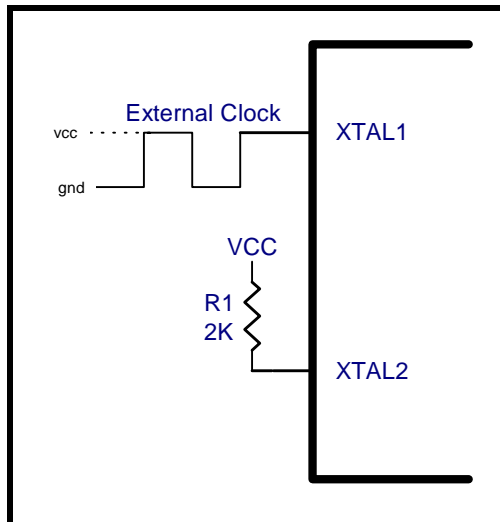 External Clock
vcc
XTAL1
gnd
VCC
R1
2K
XTAL2